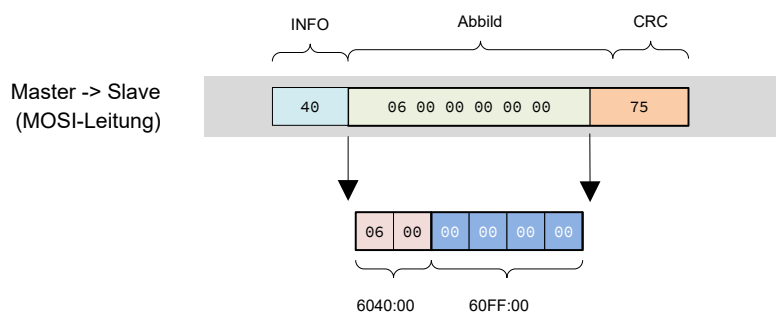 INFO Abbild CRC
Master -> Slave
(MOSI-Leitung)
40 06 00 00 00 00 00 75
06 00 00 00 00 00
6040:00 60FF:00